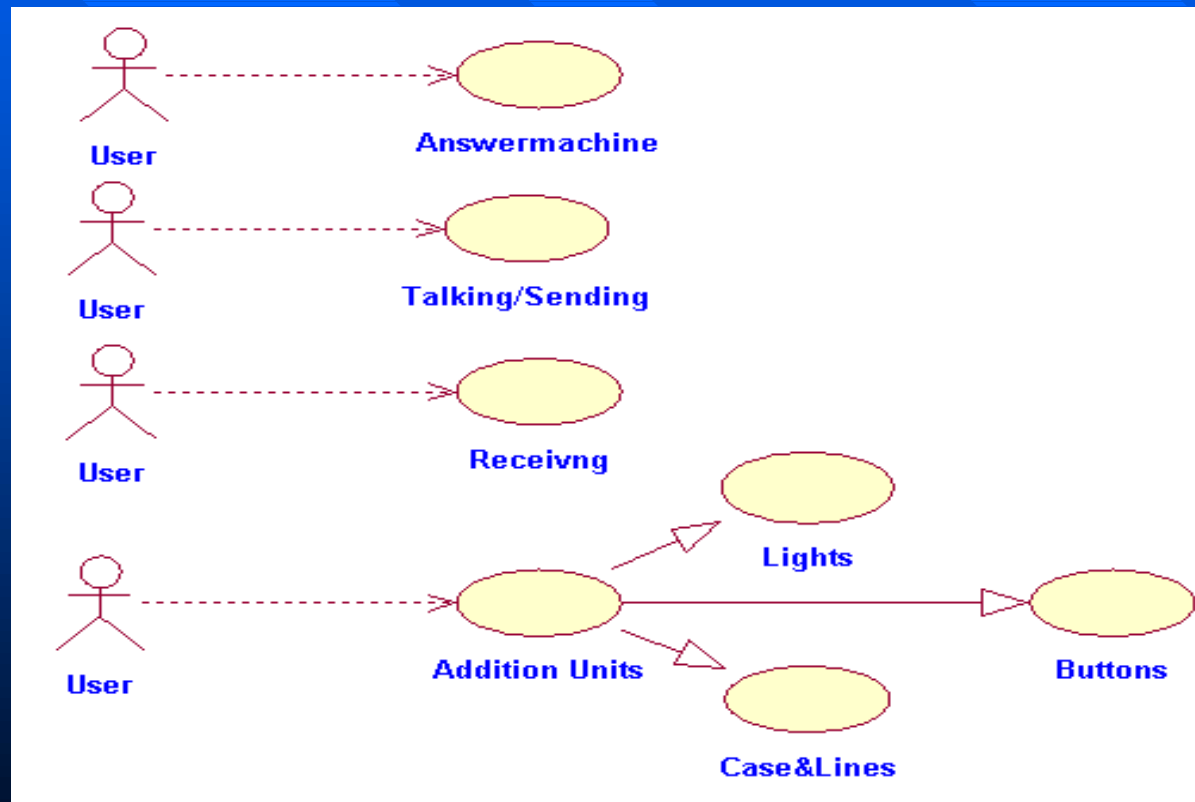 User
Answermachine
User
Talking/Sending
User
Receivng
Lights
User
Addition Units
Buttons
Case&Lines